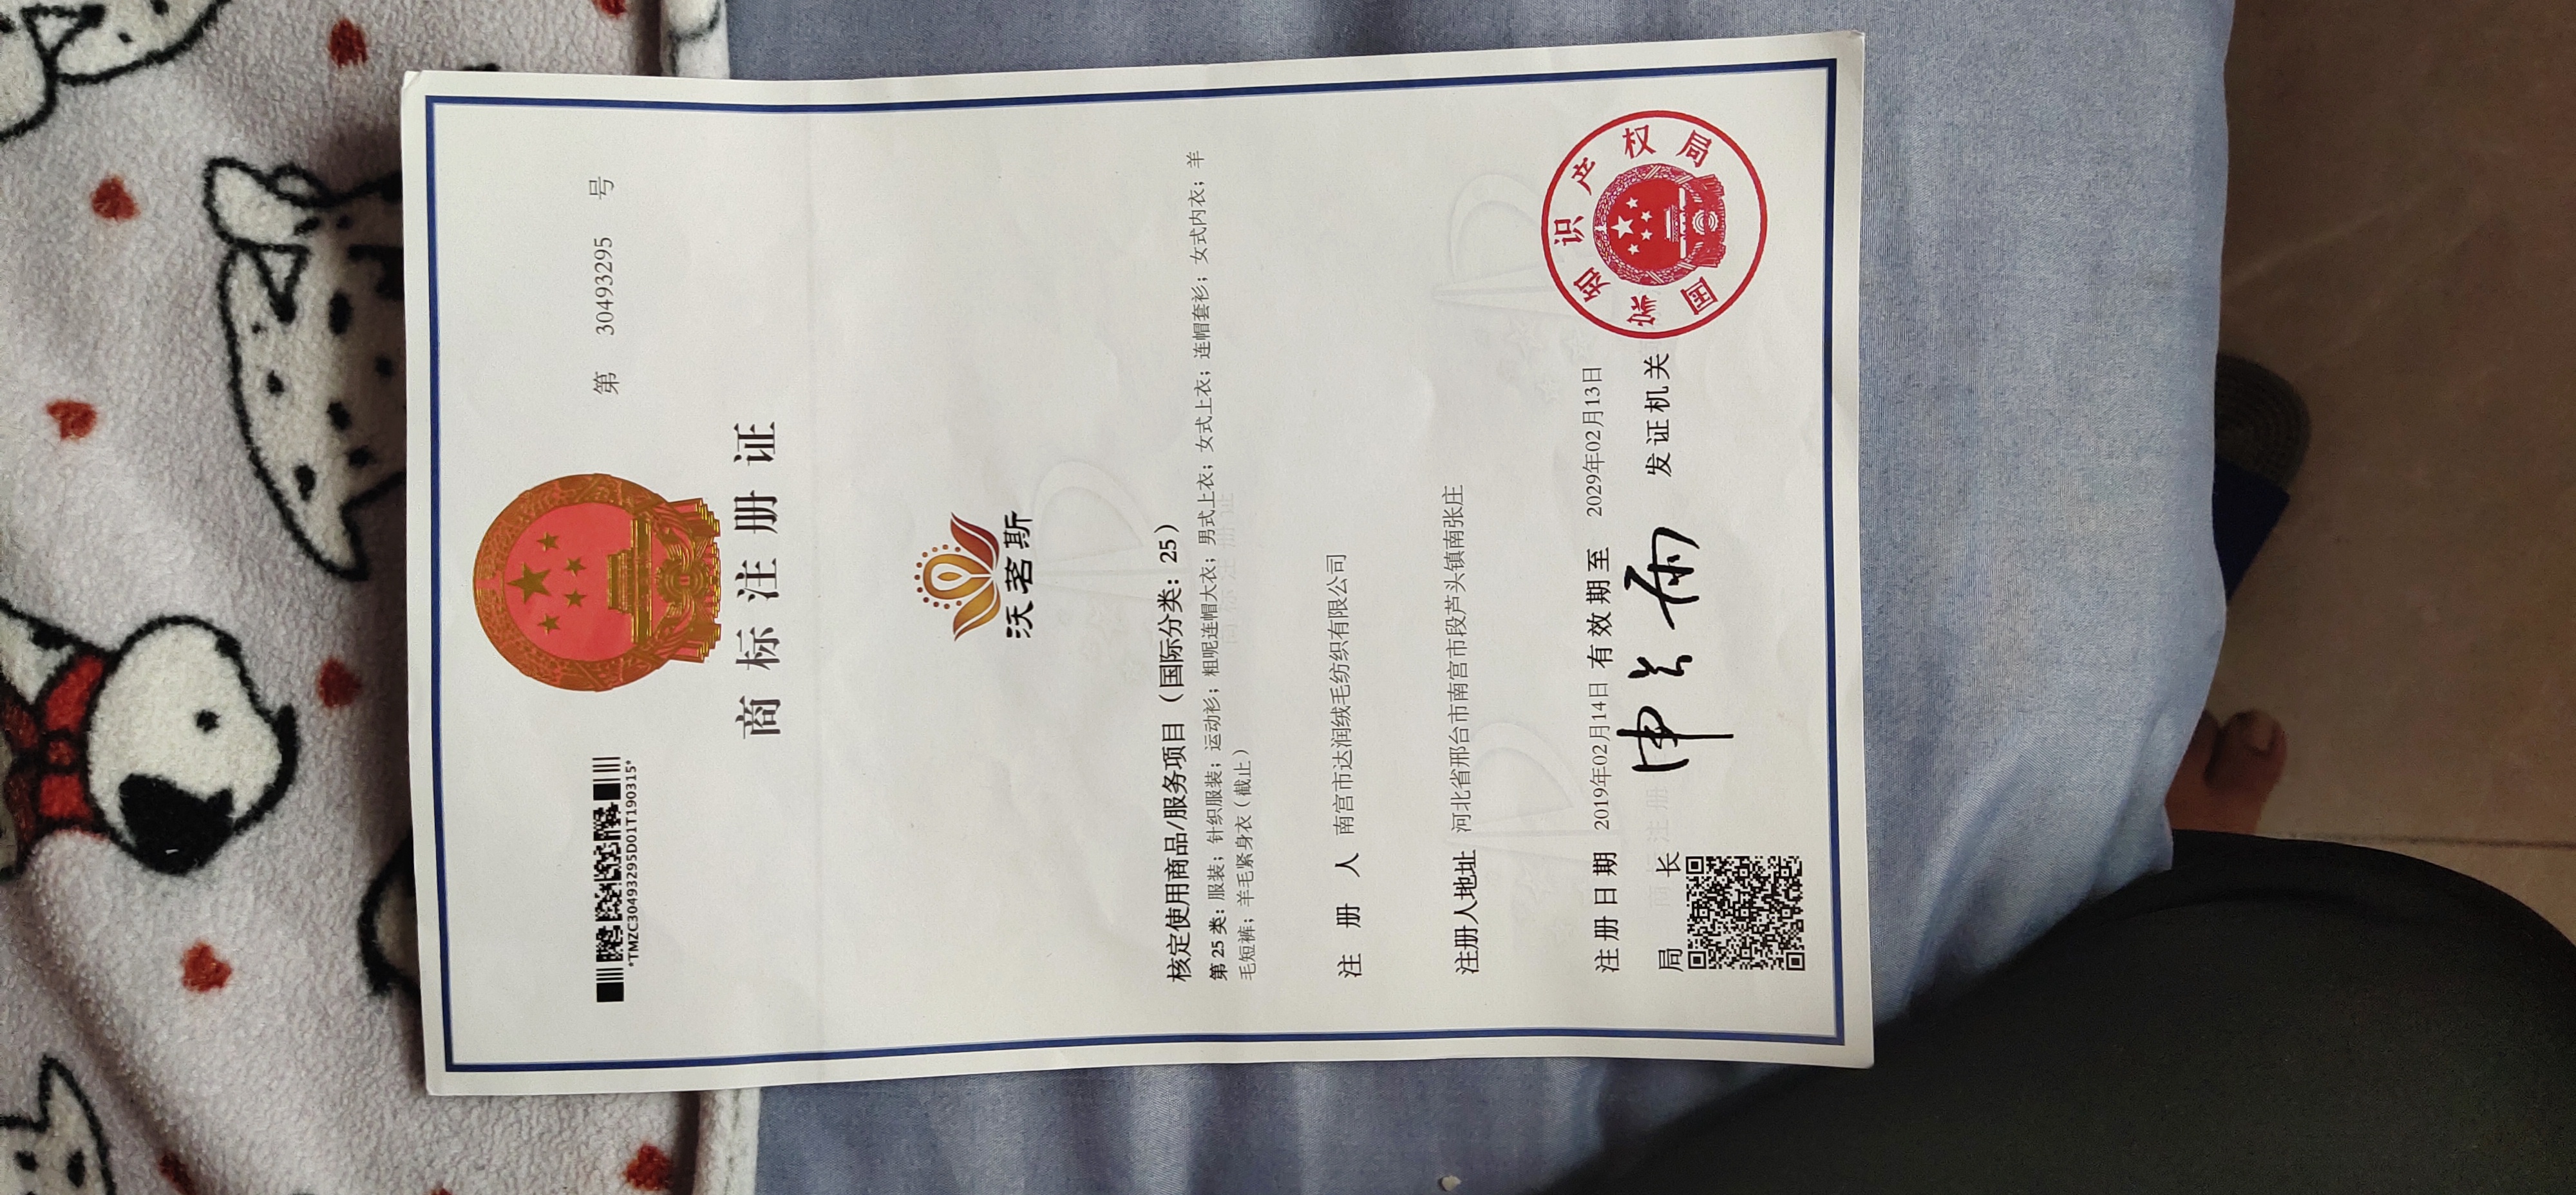 *TMZC30493295D01T190315*
第 30493295 号
商标注册证
沃茗斯
核定使用商品/服务项目（国际分类：25）
第25类：服装；针织服装；运动衫；粗呢连帽大衣；男式上衣；女式上衣；连帽套衫；女式内衣；羊
毛短裤；羊毛紧身衣（截止）
注册人 南宫市达润绒毛纺织有限公司
注册人地址 河北省邢台市南宫市段芦头镇南张庄
注册日期 2019年02月14日 有效期至 2029年02月13日
局长 申长雨 发证机关
国家知识产权局